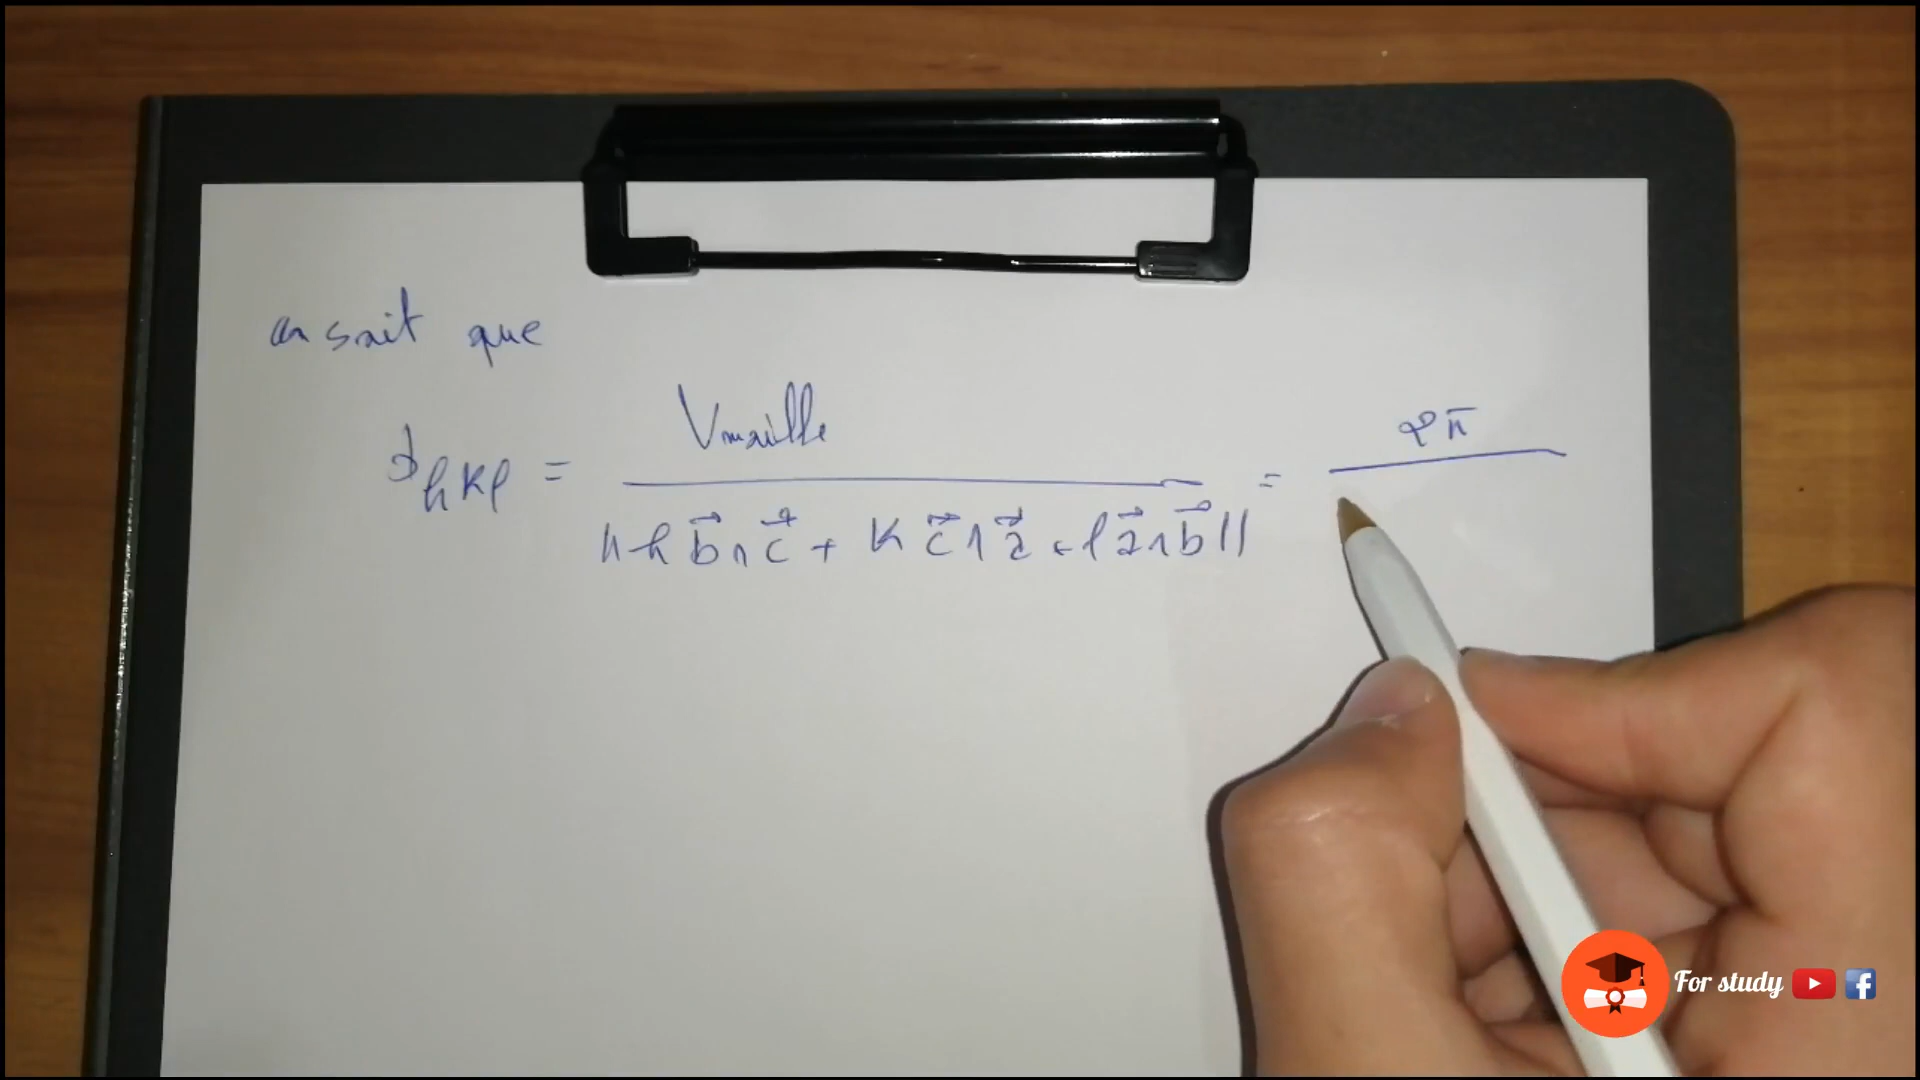 on sait que
d_hKl = Vmaille / ||h b⃗∧c⃗ + K c⃗∧a⃗ + l a⃗∧b⃗|| = 2π /
For study